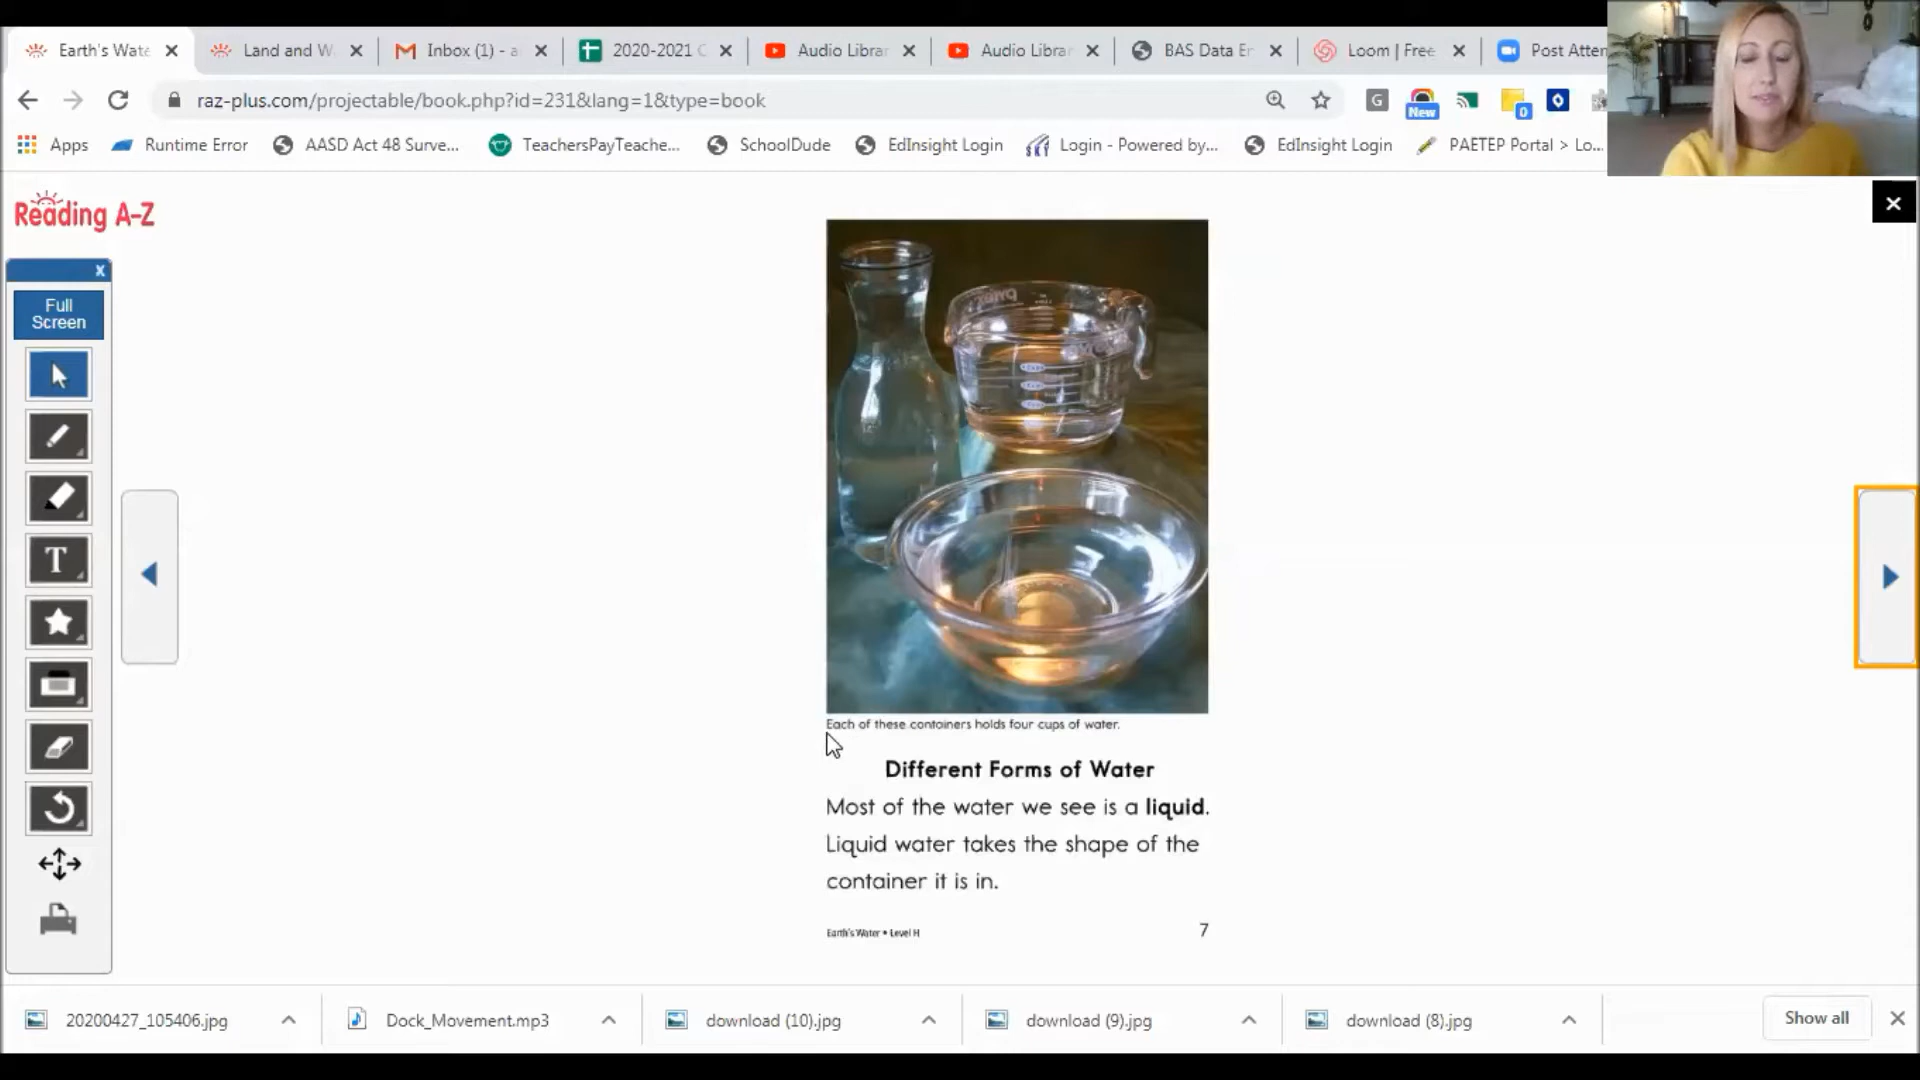 Earth's Wate
Land and W
Inbox (1) - a
2020-2021 C
Audio Librar
Audio Librar
BAS Data En
Loom | Free
Post Atten
raz-plus.com/projectable/book.php?id=231&lang=1&type=book
G
New
0
Apps
Runtime Error
AASD Act 48 Surve...
TeachersPayTeache...
SchoolDude
EdInsight Login
Login - Powered by...
EdInsight Login
PAETEP Portal > Lo...
Reading A-Z
X
Full
Screen
T
PYREX
Each of these containers holds four cups of water.
Different Forms of Water
Most of the water we see is a liquid.
Liquid water takes the shape of the
container it is in.
Earth's Water • Level H
7
20200427_105406.jpg
Dock_Movement.mp3
download (10).jpg
download (9).jpg
download (8).jpg
Show all